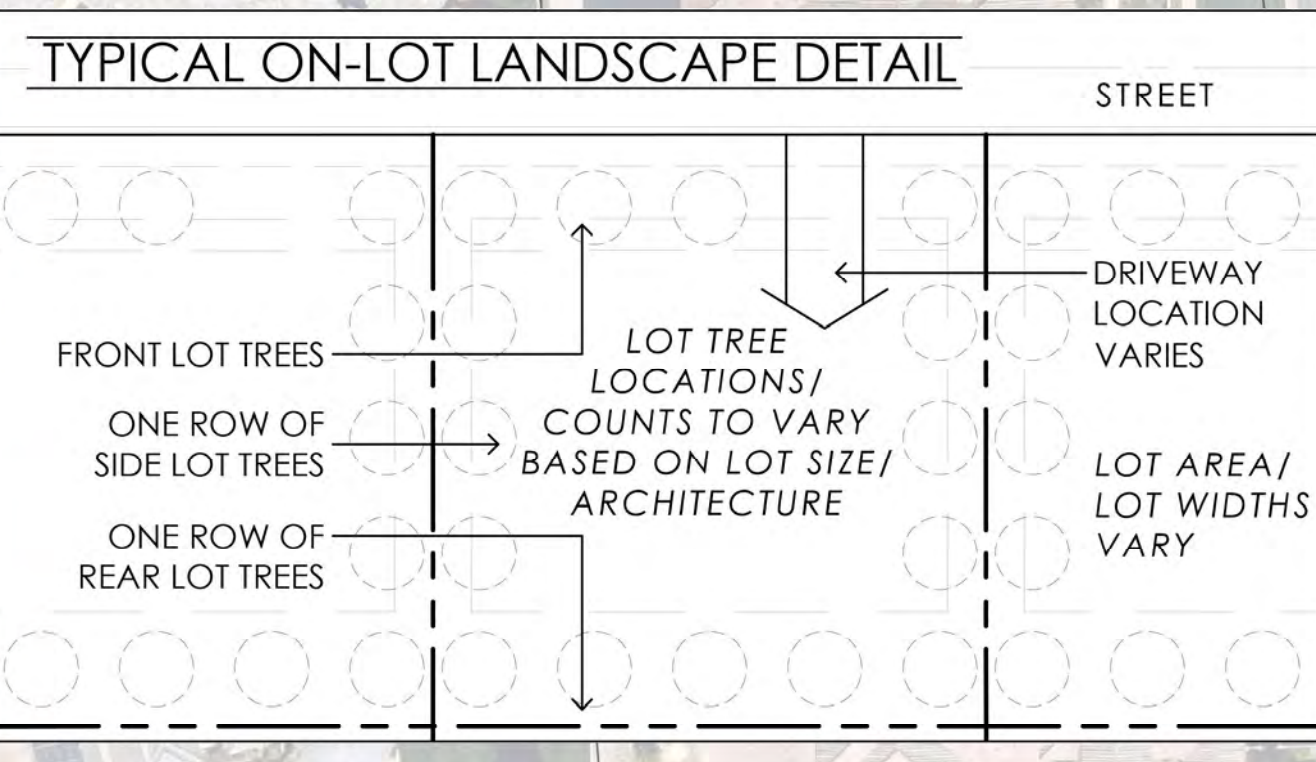 TYPICAL ON-LOT LANDSCAPE DETAIL
STREET
FRONT LOT TREES
ONE ROW OF
SIDE LOT TREES
ONE ROW OF
REAR LOT TREES
LOT TREE
LOCATIONS/
COUNTS TO VARY
BASED ON LOT SIZE/
ARCHITECTURE
DRIVEWAY
LOCATION
VARIES
LOT AREA/
LOT WIDTHS
VARY